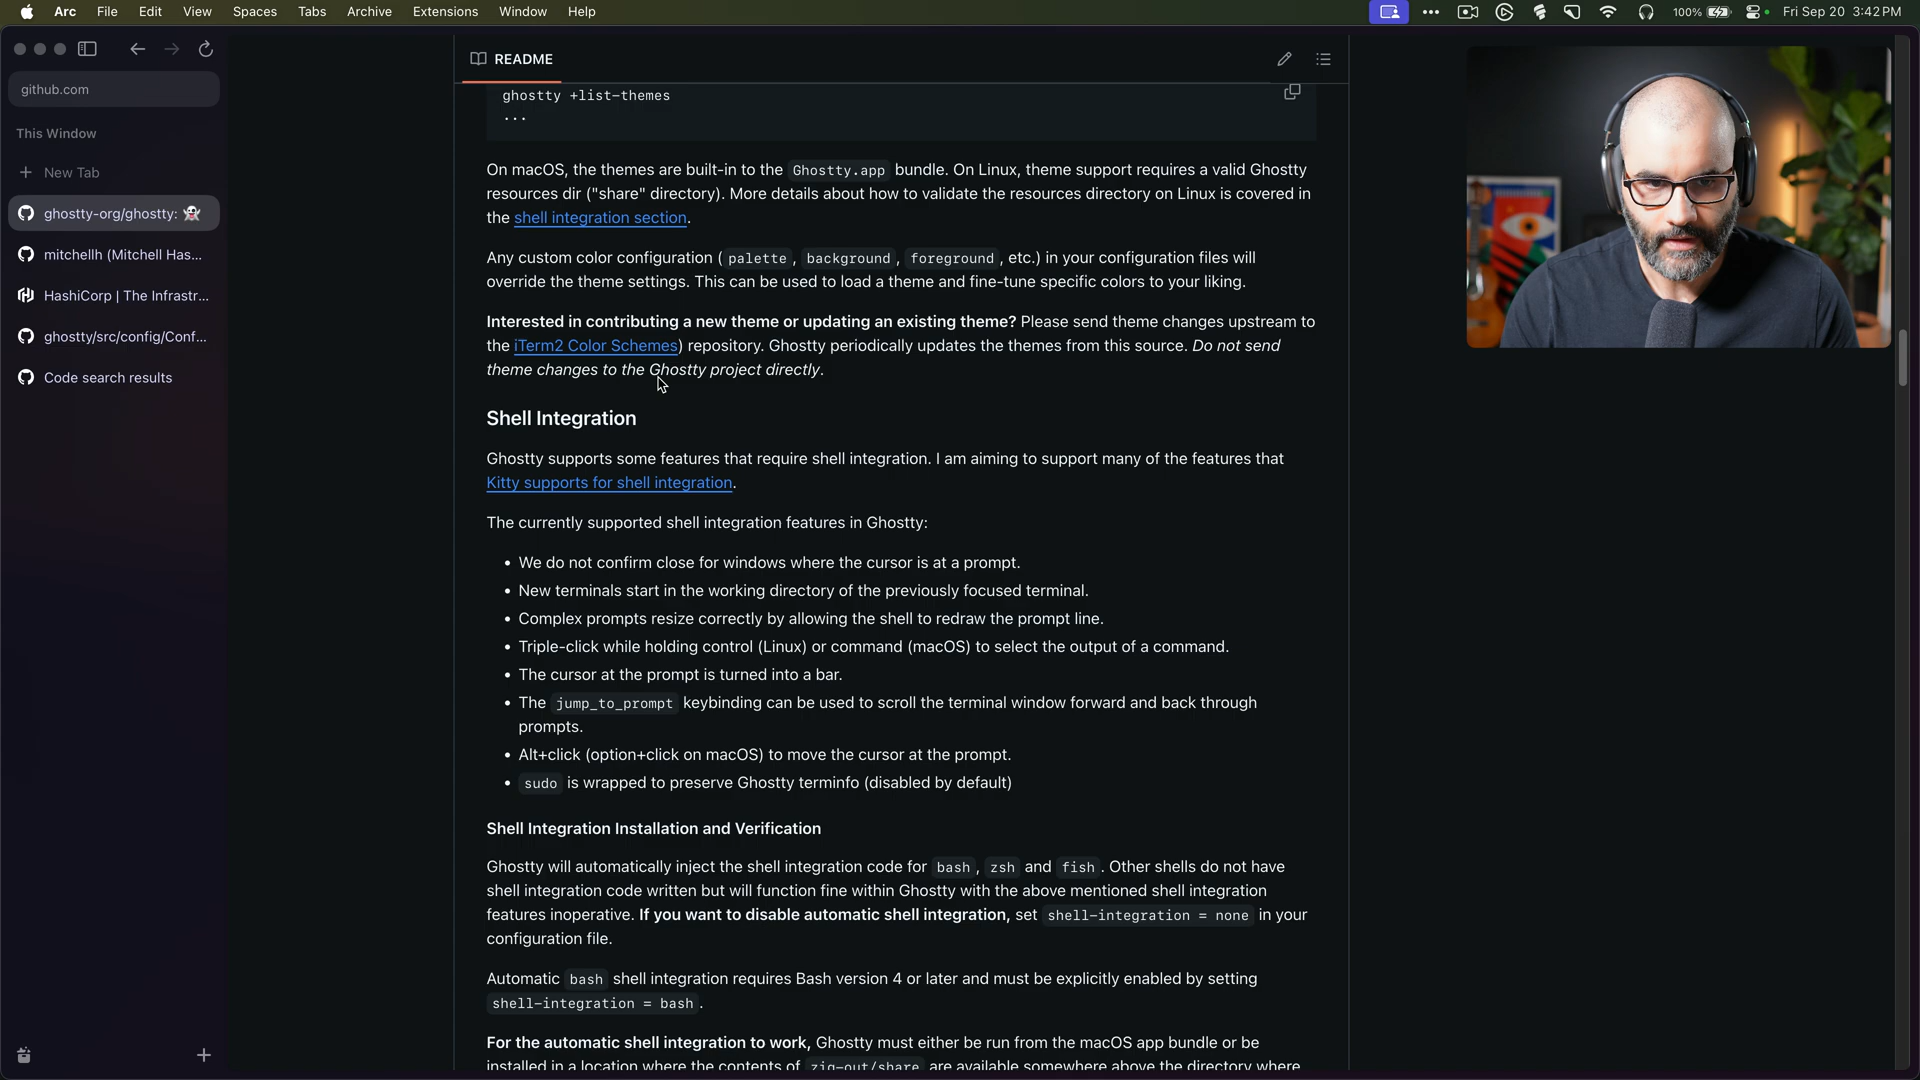 Arc File Edit View Spaces Tabs Archive Extensions Window Help
100% Fri Sep 20 3:42 PM
github.com
This Window
New Tab
ghostty-org/ghostty: 👻
mitchellh (Mitchell Has...
HashiCorp | The Infrastr...
ghostty/src/config/Conf...
Code search results
README
ghostty +list-themes
...
On macOS, the themes are built-in to the Ghostty.app bundle. On Linux, theme support requires a valid Ghostty
resources dir ("share" directory). More details about how to validate the resources directory on Linux is covered in
the shell integration section.
Any custom color configuration ( palette , background , foreground , etc.) in your configuration files will
override the theme settings. This can be used to load a theme and fine-tune specific colors to your liking.
Interested in contributing a new theme or updating an existing theme? Please send theme changes upstream to
the iTerm2 Color Schemes) repository. Ghostty periodically updates the themes from this source. Do not send
theme changes to the Ghostty project directly.
Shell Integration
Ghostty supports some features that require shell integration. I am aiming to support many of the features that
Kitty supports for shell integration.
The currently supported shell integration features in Ghostty:
• We do not confirm close for windows where the cursor is at a prompt.
• New terminals start in the working directory of the previously focused terminal.
• Complex prompts resize correctly by allowing the shell to redraw the prompt line.
• Triple-click while holding control (Linux) or command (macOS) to select the output of a command.
• The cursor at the prompt is turned into a bar.
• The jump_to_prompt keybinding can be used to scroll the terminal window forward and back through
prompts.
• Alt+click (option+click on macOS) to move the cursor at the prompt.
• sudo is wrapped to preserve Ghostty terminfo (disabled by default)
Shell Integration Installation and Verification
Ghostty will automatically inject the shell integration code for bash , zsh and fish . Other shells do not have
shell integration code written but will function fine within Ghostty with the above mentioned shell integration
features inoperative. If you want to disable automatic shell integration, set shell-integration = none in your
configuration file.
Automatic bash shell integration requires Bash version 4 or later and must be explicitly enabled by setting
shell-integration = bash .
For the automatic shell integration to work, Ghostty must either be run from the macOS app bundle or be
installed in a location where the contents of zig-out/share are available somewhere above the directory where